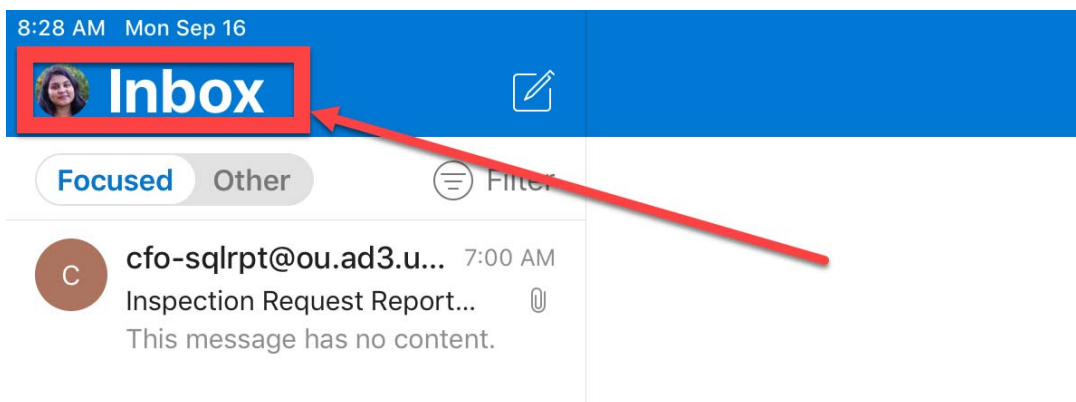 8:28 AM Mon Sep 16
Inbox
Focused Other Filter
C
cfo-sqlrpt@ou.ad3.u... 7:00 AM
Inspection Request Report...
This message has no content.